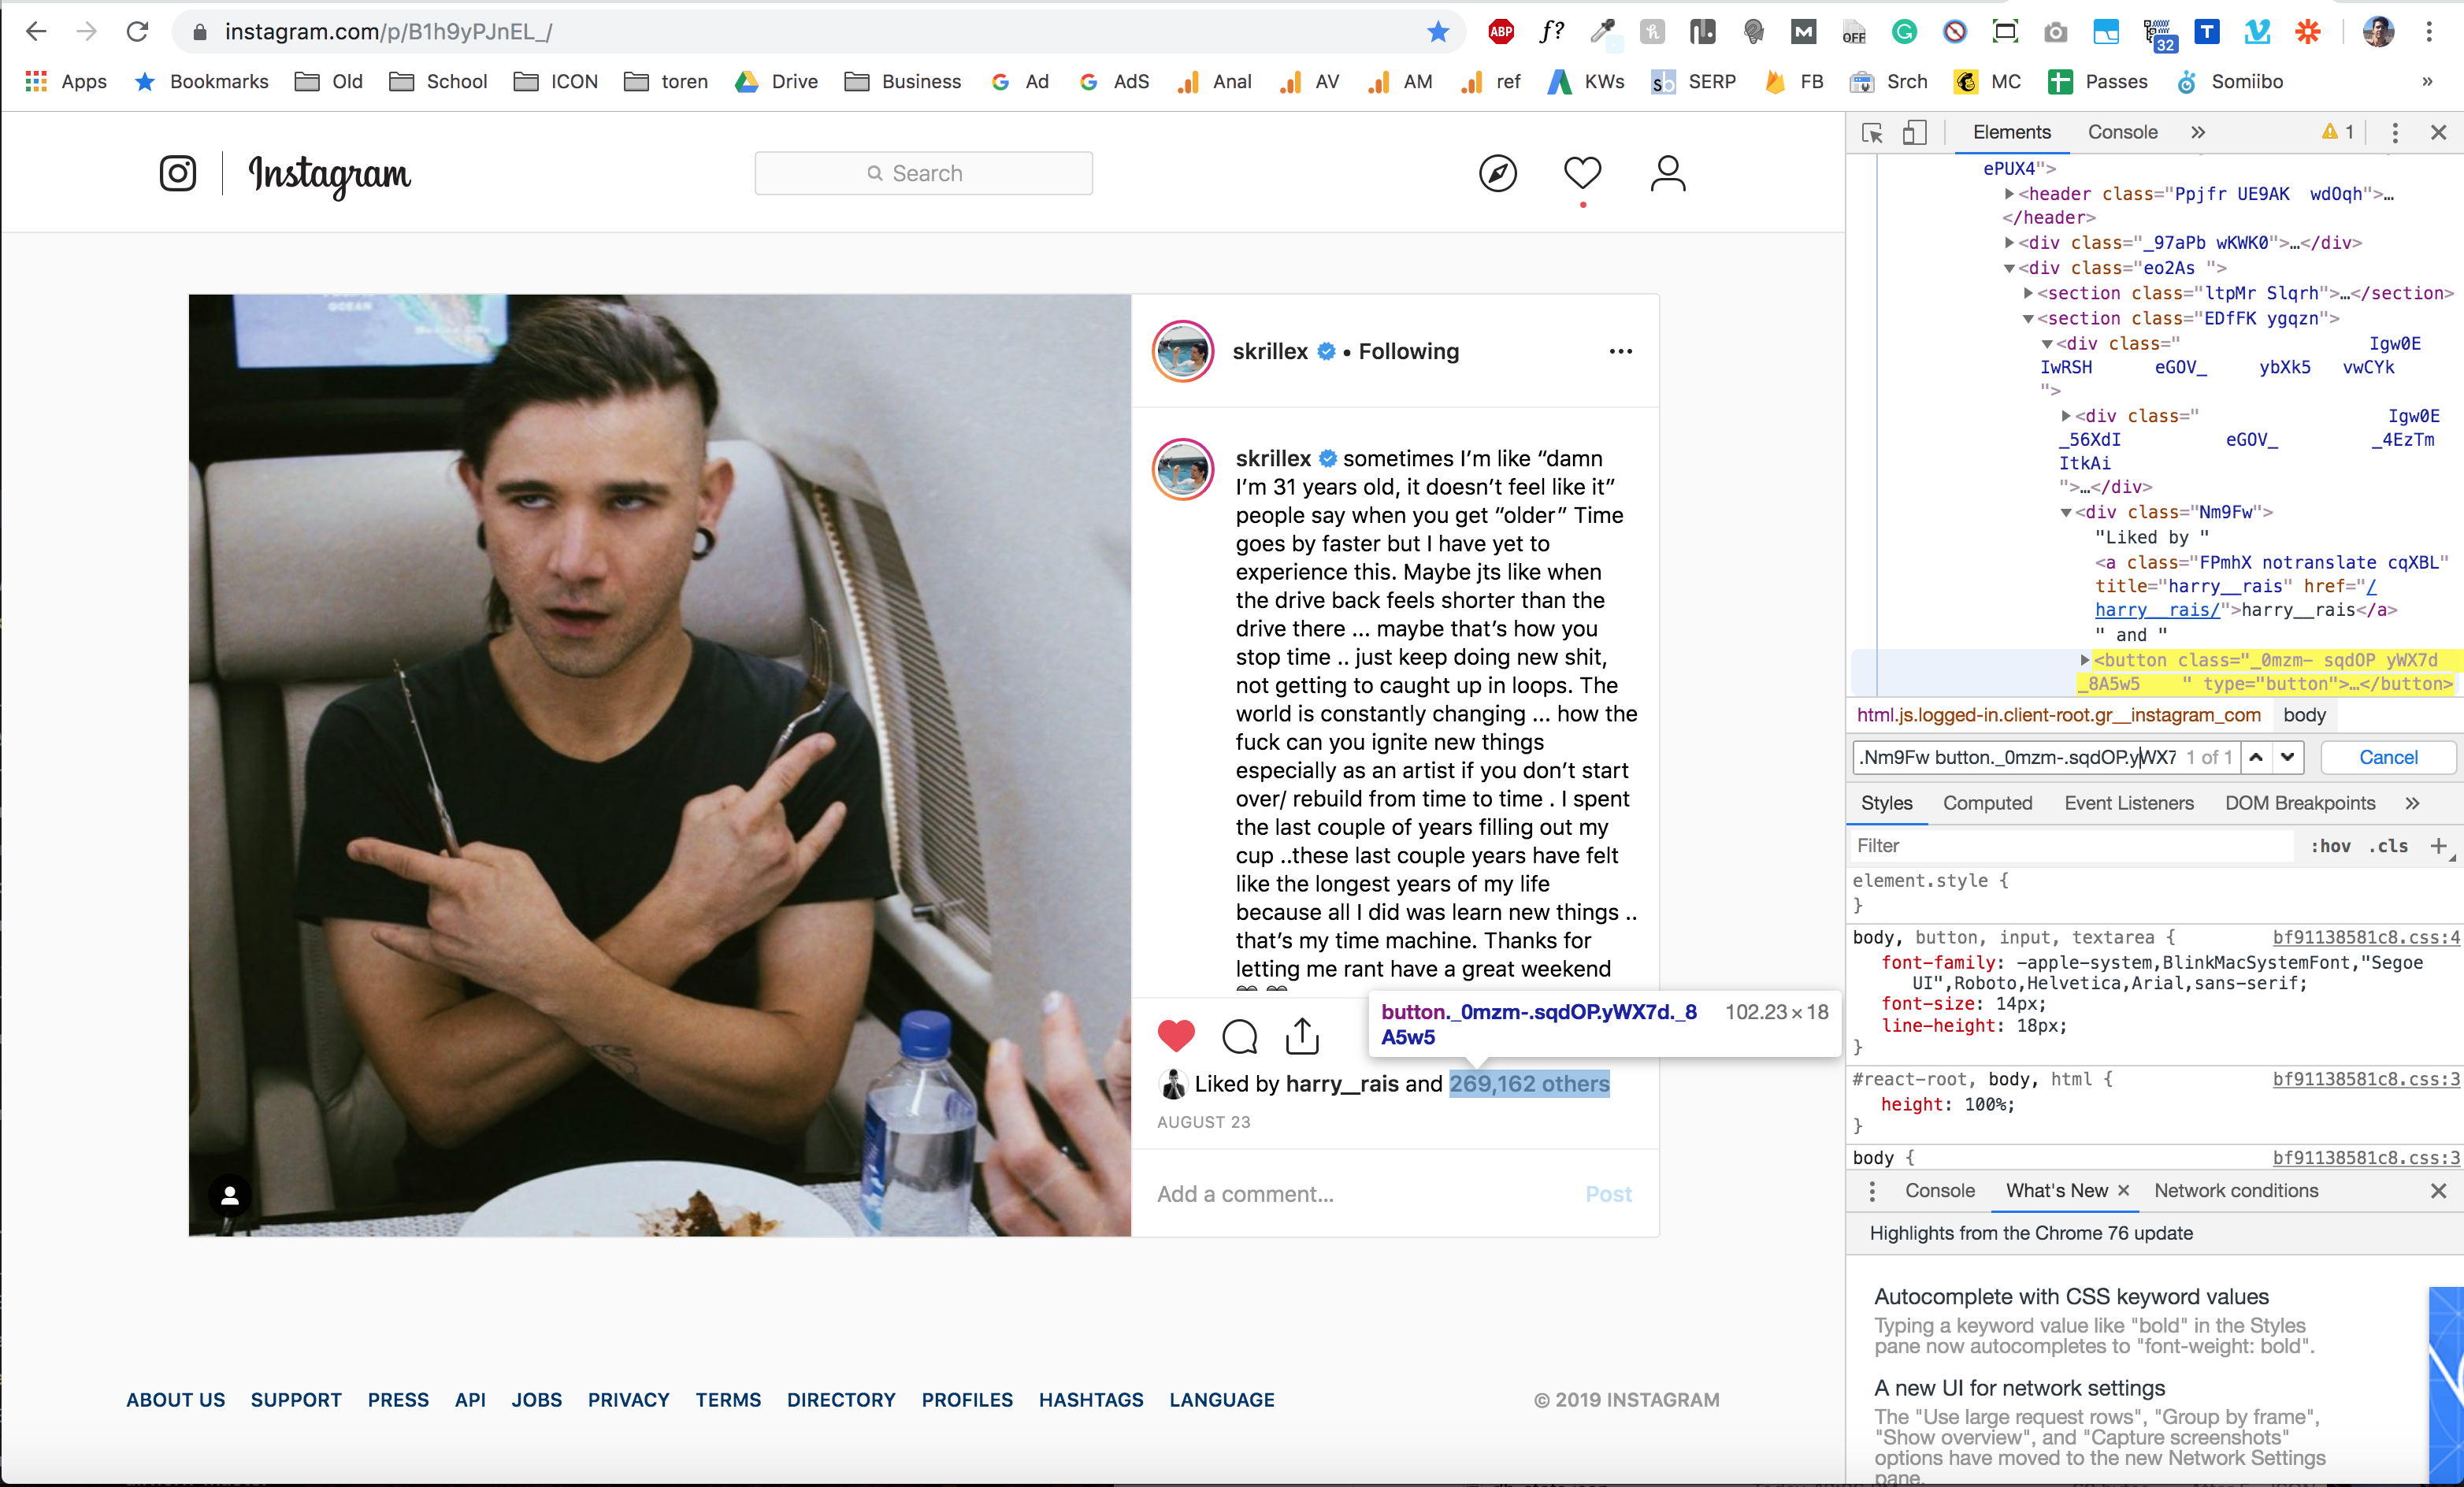 instagram.com/p/B1h9yPJnEL_/
ABP
f?
OFF
32
Apps Bookmarks Old School ICON toren Drive Business Ad AdS Anal AV AM ref KWs SERP FB Srch MC Passes Somiibo »
Instagram
Search
OCEAN
skrillex • Following
skrillex sometimes I’m like “damn
I’m 31 years old, it doesn’t feel like it”
people say when you get “older” Time
goes by faster but I have yet to
experience this. Maybe jts like when
the drive back feels shorter than the
drive there ... maybe that’s how you
stop time .. just keep doing new shit,
not getting to caught up in loops. The
world is constantly changing ... how the
fuck can you ignite new things
especially as an artist if you don’t start
over/ rebuild from time to time . I spent
the last couple of years filling out my
cup ..these last couple years have felt
like the longest years of my life
because all I did was learn new things ..
that’s my time machine. Thanks for
letting me rant have a great weekend
button._0mzm-.sqdOP.yWX7d._8
A5w5
102.23 × 18
Liked by harry__rais and 269,162 others
AUGUST 23
Add a comment...
Post
ABOUT US SUPPORT PRESS API JOBS PRIVACY TERMS DIRECTORY PROFILES HASHTAGS LANGUAGE
© 2019 INSTAGRAM
Elements Console » 1
ePUX4">
<header class="Ppjfr UE9AK  wdOqh">…
</header>
<div class="_97aPb wKWK0">…</div>
<div class="eo2As ">
<section class="ltpMr Slqrh">…</section>
<section class="EDfFK ygqzn">
<div class=" Igw0E
IwRSH eGOV_ ybXk5 vwCYk
">
<div class=" Igw0E
_56XdI eGOV_ _4EzTm
ItkAi
">…</div>
<div class="Nm9Fw">
"Liked by "
<a class="FPmhX notranslate cqXBL"
title="harry__rais" href="/
harry__rais/">harry__rais</a>
" and "
<button class="_0mzm- sqdOP yWX7d
_8A5w5 " type="button">…</button>
html.js.logged-in.client-root.gr__instagram_com body
.Nm9Fw button._0mzm-.sqdOP.yWX7 1 of 1 Cancel
Styles Computed Event Listeners DOM Breakpoints »
Filter :hov .cls +
element.style {
}
body, button, input, textarea { bf91138581c8.css:4
font-family: -apple-system,BlinkMacSystemFont,"Segoe
UI",Roboto,Helvetica,Arial,sans-serif;
font-size: 14px;
line-height: 18px;
}
#react-root, body, html { bf91138581c8.css:3
height: 100%;
}
body { bf91138581c8.css:3
Console What's New × Network conditions
Highlights from the Chrome 76 update
Autocomplete with CSS keyword values
Typing a keyword value like "bold" in the Styles
pane now autocompletes to "font-weight: bold".
A new UI for network settings
The "Use large request rows", "Group by frame",
"Show overview", and "Capture screenshots"
options have moved to the new Network Settings
pane.